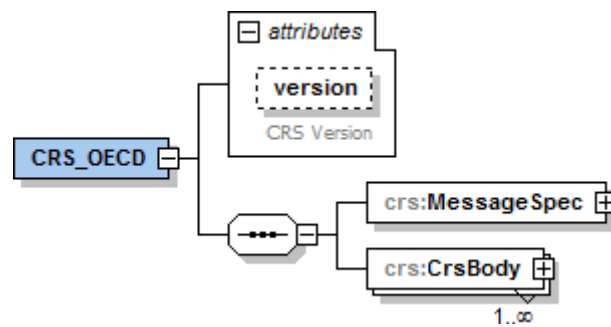 attributes
version
CRS Version
CRS_OECD
crs:MessageSpec
crs:CrsBody
1..∞